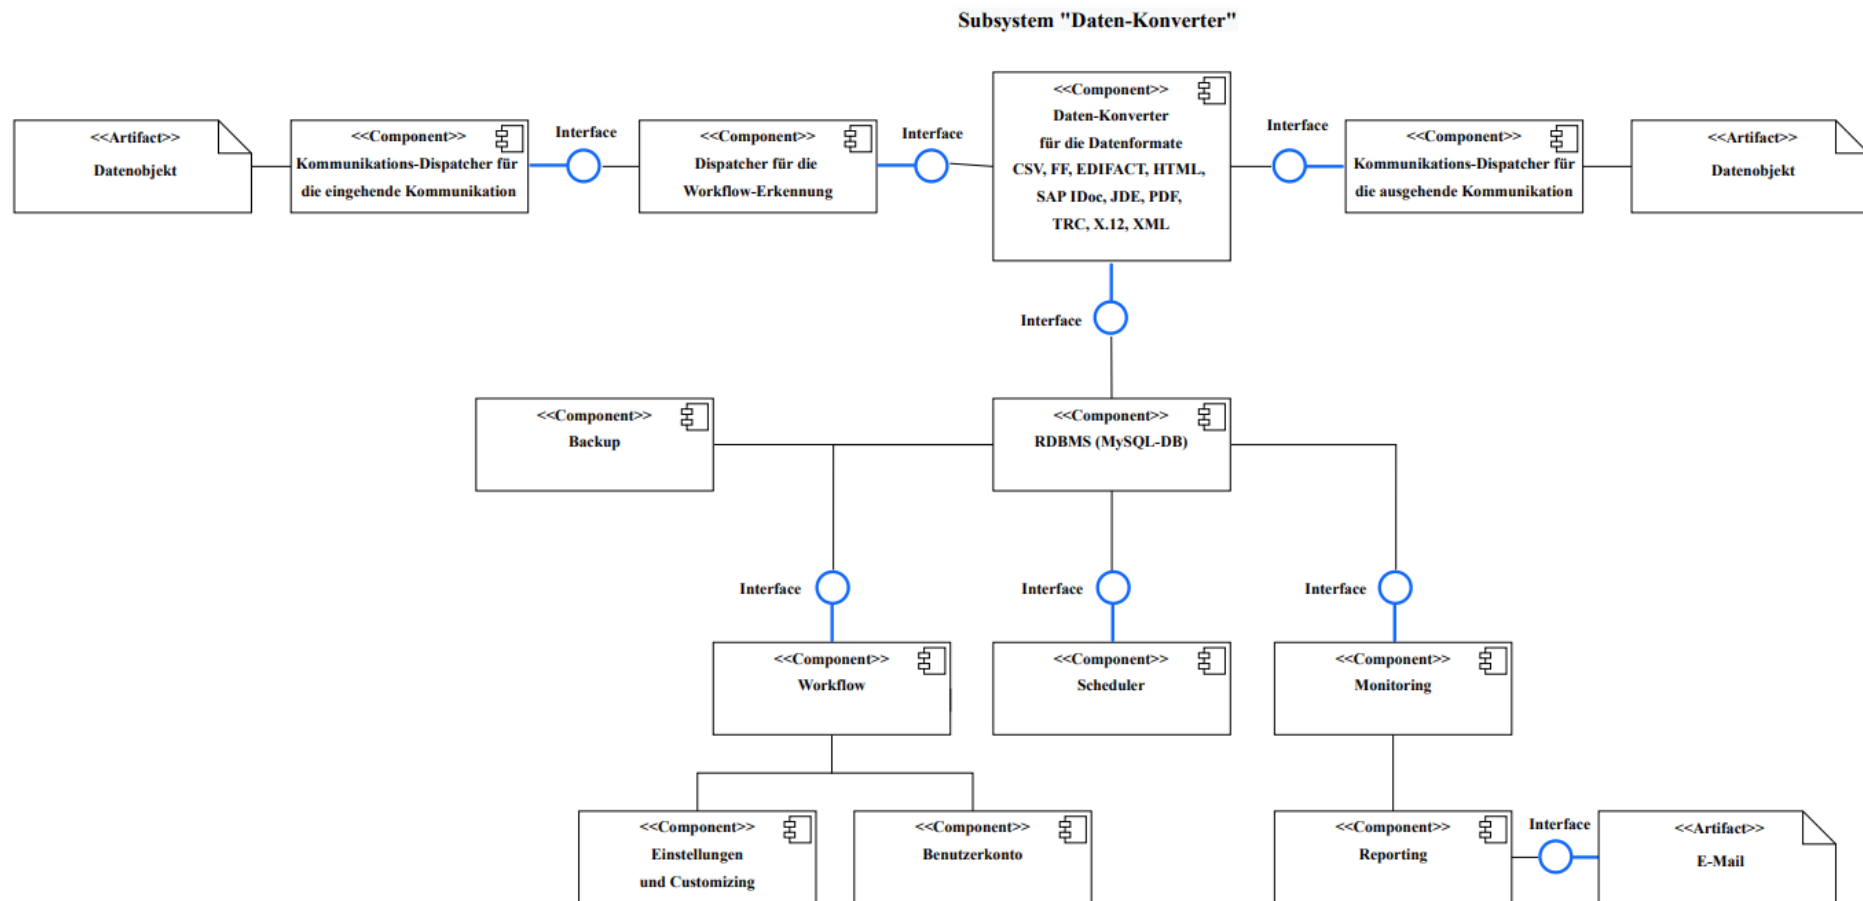 Subsystem "Daten-Konverter"
<<Artifact>>
Datenobjekt
<<Component>>
Kommunikations-Dispatcher für
die eingehende Kommunikation
Interface
<<Component>>
Dispatcher für die
Workflow-Erkennung
Interface
<<Component>>
Daten-Konverter
für die Datenformate
CSV, FF, EDIFACT, HTML,
SAP IDoc, JDE, PDF,
TRC, X.12, XML
Interface
<<Component>>
Kommunikations-Dispatcher für
die ausgehende Kommunikation
<<Artifact>>
Datenobjekt
Interface
<<Component>>
Backup
<<Component>>
RDBMS (MySQL-DB)
Interface
Interface
Interface
<<Component>>
Workflow
<<Component>>
Scheduler
<<Component>>
Monitoring
<<Component>>
Einstellungen
und Customizing
<<Component>>
Benutzerkonto
<<Component>>
Reporting
Interface
<<Artifact>>
E-Mail